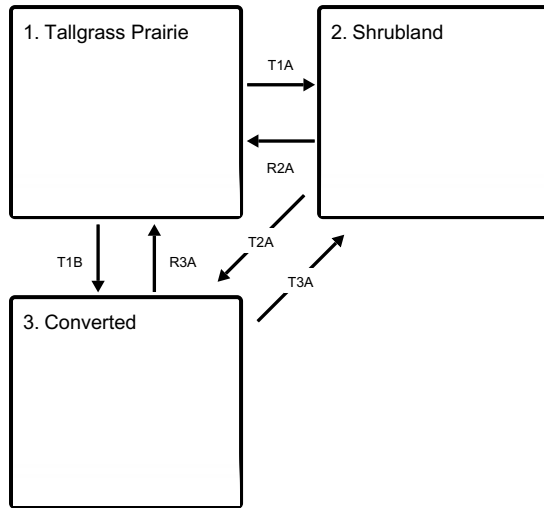 1. Tallgrass Prairie
2. Shrubland
T1A
R2A
T1B
R3A
T2A
T3A
3. Converted